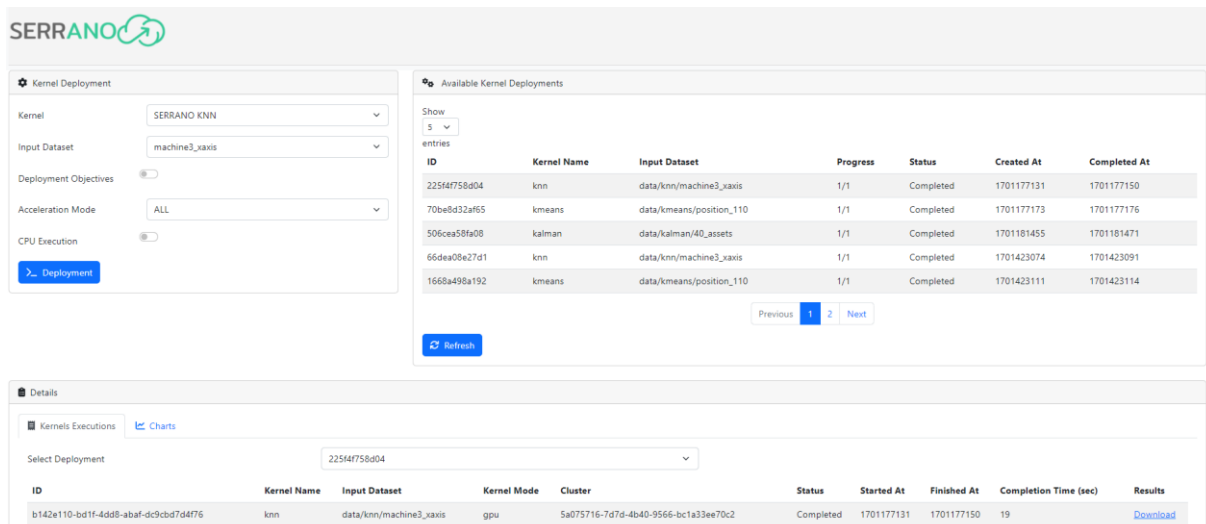 SERRANO
Kernel Deployment
Kernel SERRANO KNN
Input Dataset machine3_xaxis
Deployment Objectives
Acceleration Mode ALL
CPU Execution
Deployment
Available Kernel Deployments
Show
5
entries
ID Kernel Name Input Dataset Progress Status Created At Completed At
225f4f758d04 knn data/knn/machine3_xaxis 1/1 Completed 1701177131 1701177150
70be8d32af65 kmeans data/kmeans/position_110 1/1 Completed 1701177173 1701177176
506cea58fa08 kalman data/kalman/40_assets 1/1 Completed 1701181455 1701181471
66dea08e27d1 knn data/knn/machine3_xaxis 1/1 Completed 1701423074 1701423091
1668a498a192 kmeans data/kmeans/position_110 1/1 Completed 1701423111 1701423114
Previous 1 2 Next
Refresh
Details
Kernels Executions Charts
Select Deployment 225f4f758d04
ID Kernel Name Input Dataset Kernel Mode Cluster Status Started At Finished At Completion Time (sec) Results
b142e110-bd1f-4dd8-abaf-dc9cbd7d4f76 knn data/knn/machine3_xaxis gpu 5a075716-7d7d-4b40-9566-bc1a33ee70c2 Completed 1701177131 1701177150 19 Download